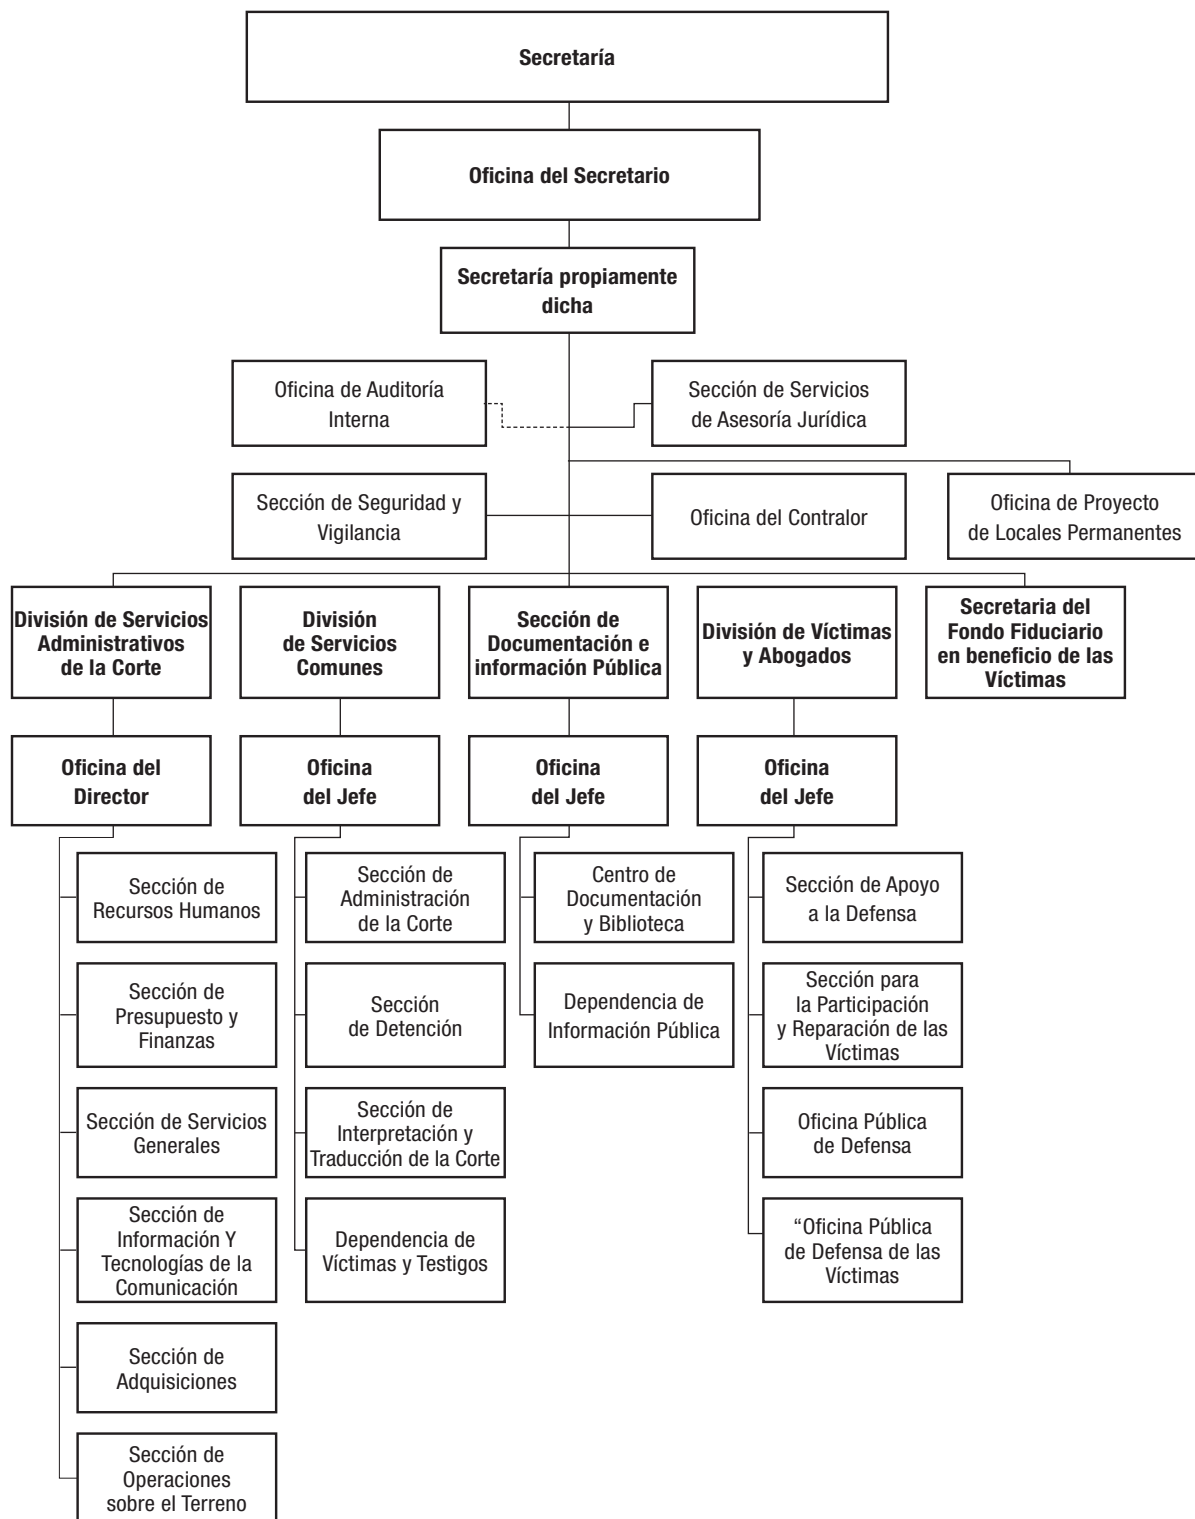 Secretaría
Oficina del Secretario
Secretaría propiamente
dicha
Oficina de Auditoría
Interna
Sección de Servicios
de Asesoría Jurídica
Sección de Seguridad y
Vigilancia
Oficina del Contralor
Oficina de Proyecto
de Locales Permanentes
División de Servicios
Administrativos
de la Corte
División
de Servicios
Comunes
Sección de
Documentación e
información Pública
División de Víctimas
y Abogados
Secretaria del
Fondo Fiduciario
en beneficio de las
Víctimas
Oficina del
Director
Oficina
del Jefe
Oficina
del Jefe
Oficina
del Jefe
Sección de
Recursos Humanos
Sección de
Presupuesto y
Finanzas
Sección de Servicios
Generales
Sección de
Información Y
Tecnologías de la
Comunicación
Sección de
Adquisiciones
Sección de
Operaciones
sobre el Terreno
Sección de
Administración
de la Corte
Sección
de Detención
Sección de
Interpretación y
Traducción de la Corte
Dependencia de
Víctimas y Testigos
Centro de
Documentación
y Biblioteca
Dependencia de
Información Pública
Sección de Apoyo
a la Defensa
Sección para
la Participación
y Reparación de las
Víctimas
Oficina Pública
de Defensa
“Oficina Pública
de Defensa de las
Víctimas